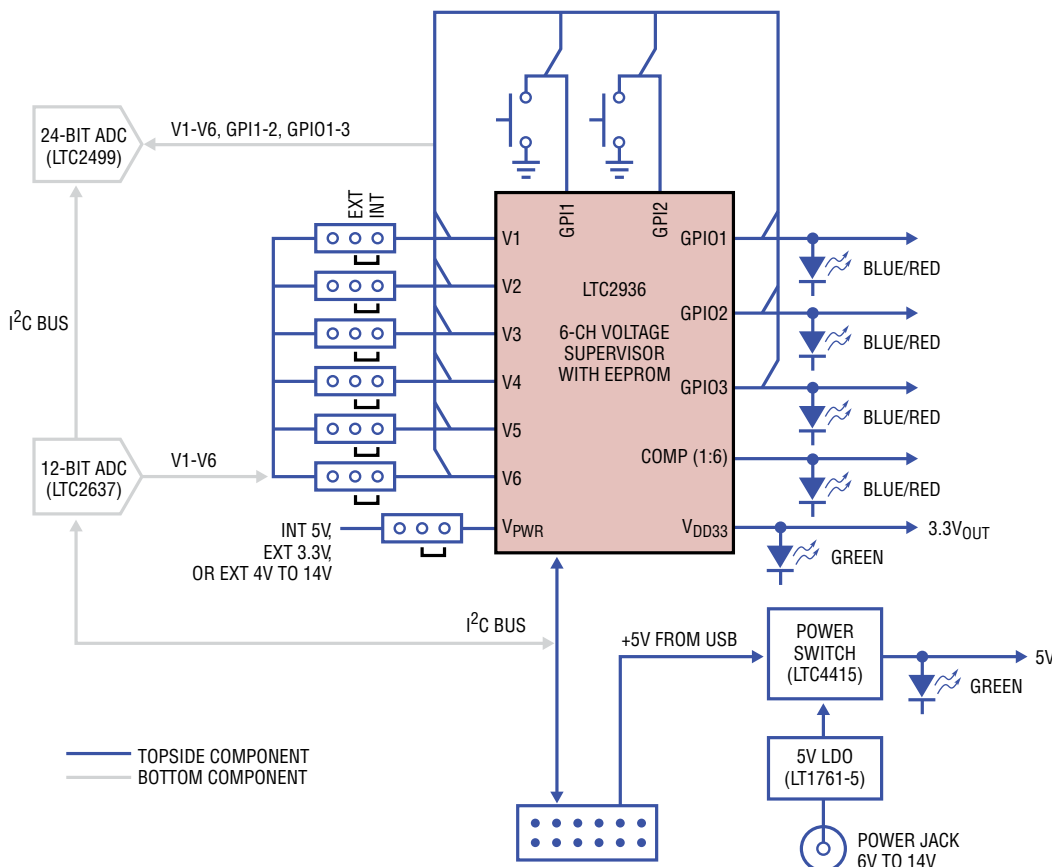 24-BIT ADC
(LTC2499)
V1-V6, GPI1-2, GPIO1-3
EXT
INT
GPI1
GPI2
V1
V2
V3
V4
V5
V6
VPWR
LTC2936
6-CH VOLTAGE
SUPERVISOR
WITH EEPROM
GPIO1
GPIO2
GPIO3
COMP (1:6)
VDD33
BLUE/RED
BLUE/RED
BLUE/RED
BLUE/RED
3.3VOUT
GREEN
I2C BUS
12-BIT ADC
(LTC2637)
V1-V6
INT 5V,
EXT 3.3V,
OR EXT 4V TO 14V
I2C BUS
+5V FROM USB
POWER
SWITCH
(LTC4415)
5V
GREEN
TOPSIDE COMPONENT
BOTTOM COMPONENT
5V LDO
(LT1761-5)
POWER JACK
6V TO 14V